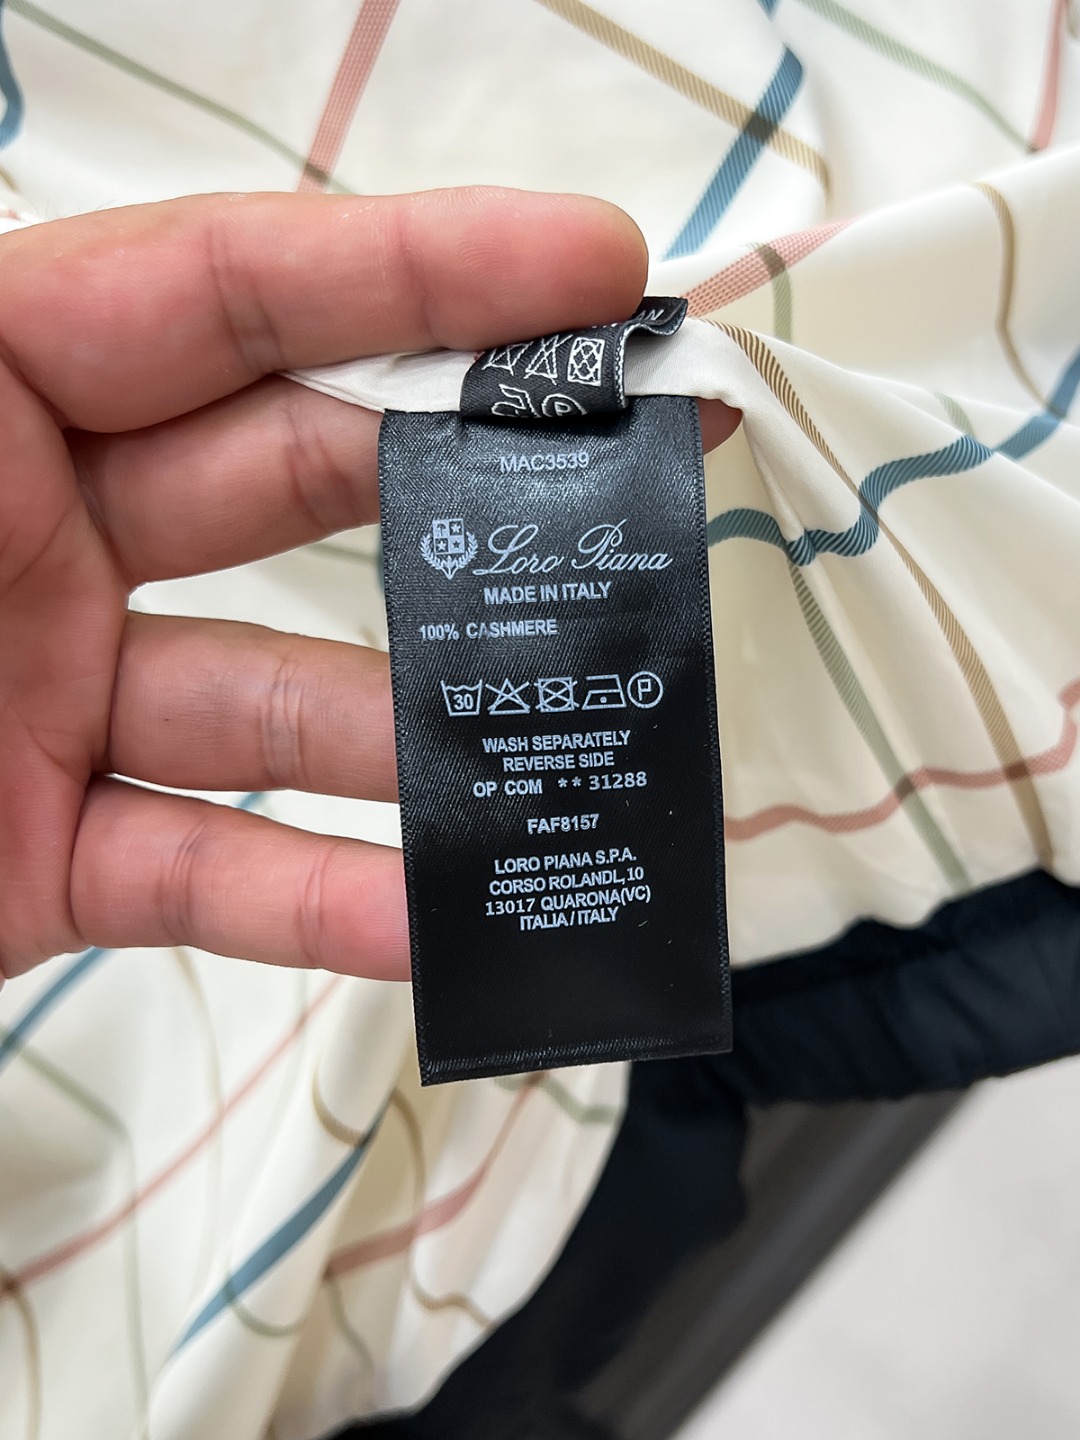 MAC3539
Loro Piana
MADE IN ITALY
100% CASHMERE
30 P
WASH SEPARATELY
REVERSE SIDE
OP COM ** 31288
FAF8157
LORO PIANA S.P.A.
CORSO ROLANDI,10
13017 QUARONA(VC)
ITALIA / ITALY